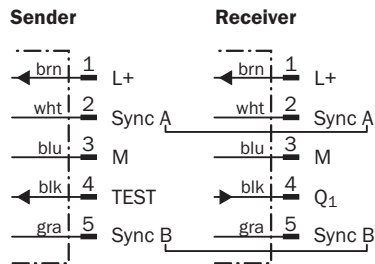 Sender Receiver
brn 1 L+ brn 1 L+
wht 2 Sync A wht 2 Sync A
blu 3 M blu 3 M
blk 4 TEST blk 4 Q1
gra 5 Sync B gra 5 Sync B